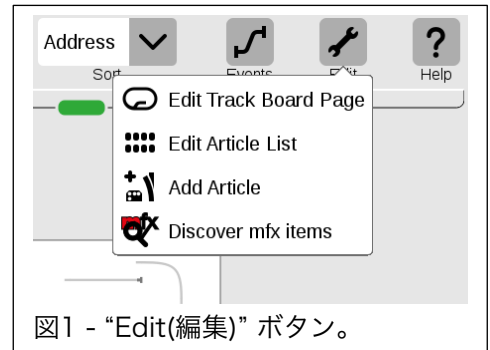 Address
?
Sort
Events
Edit
Help
Edit Track Board Page
Edit Article List
Add Article
mfx
Discover mfx items
図1 - “Edit(編集)” ボタン。